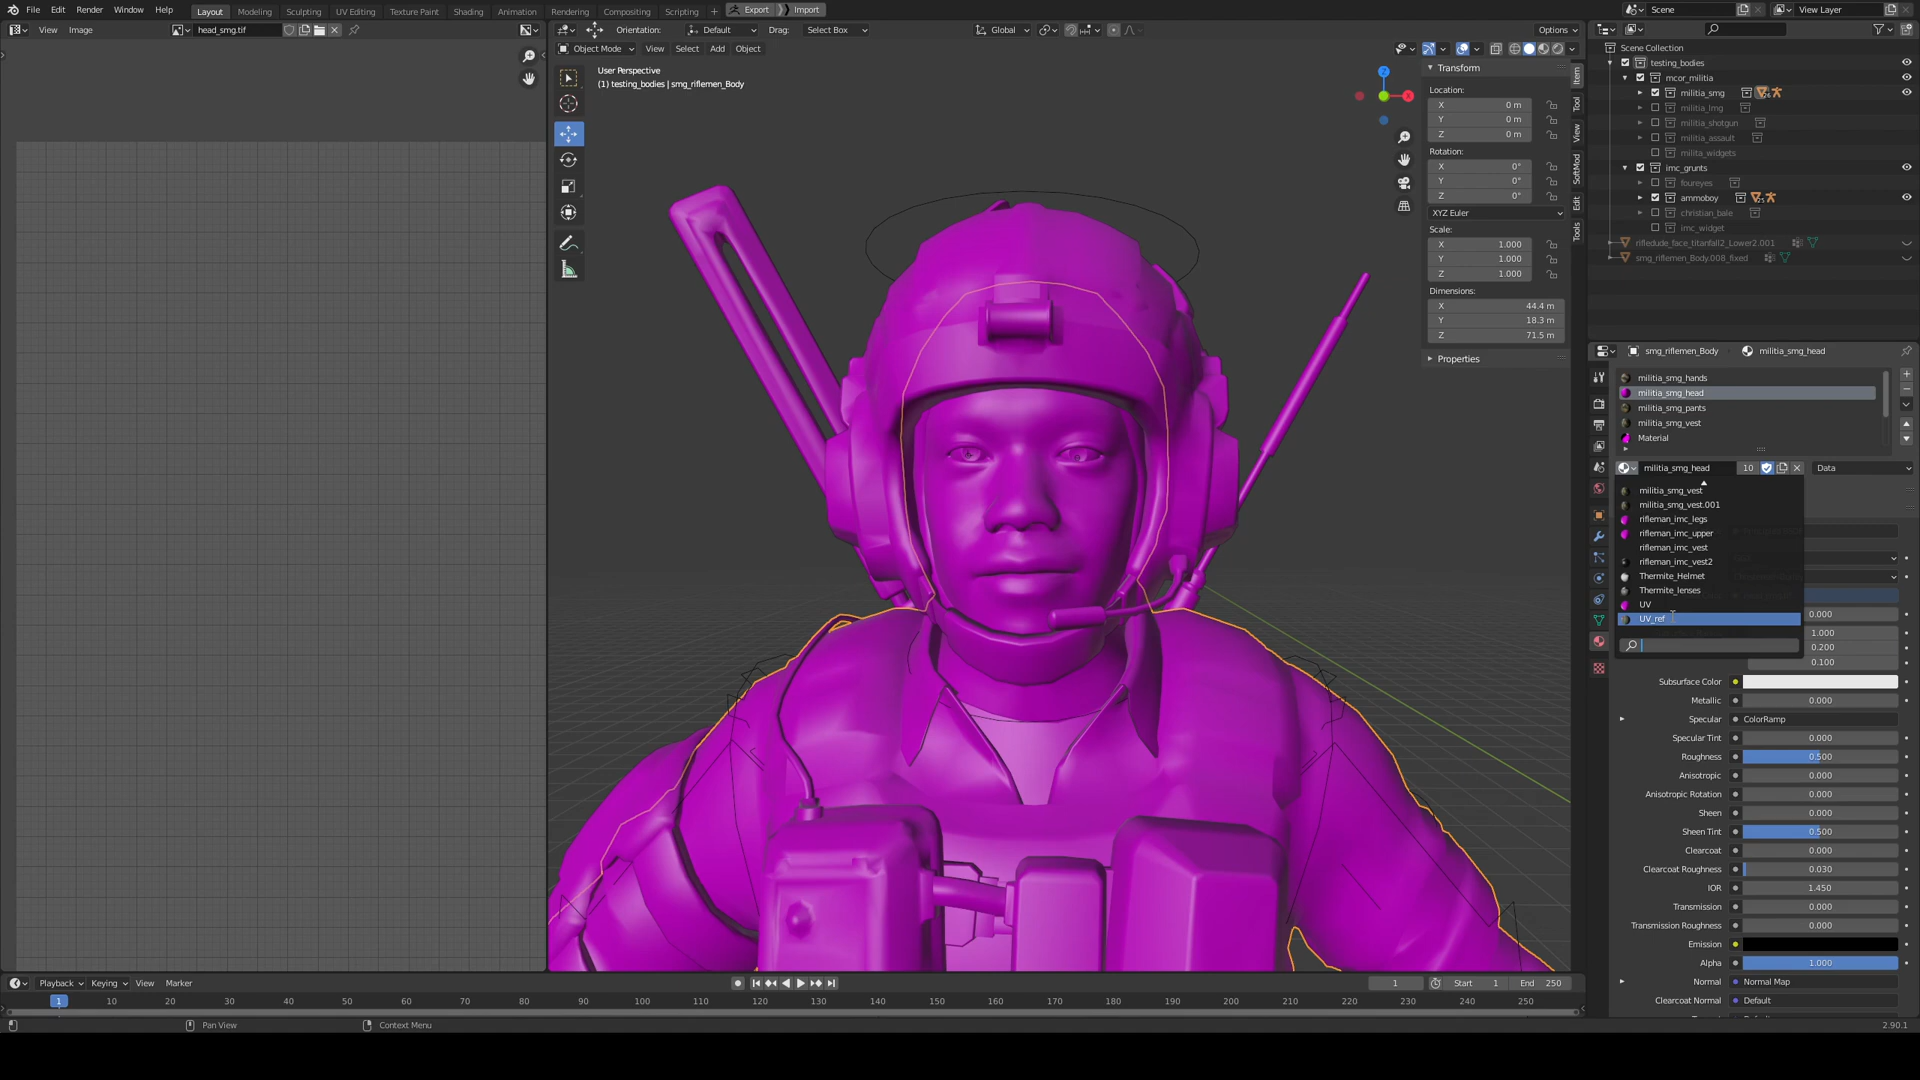 File Edit Render Window Help Layout Modeling Sculpting UV Editing Texture Paint Shading Animation Rendering Compositing Scripting + Export Import Scene View Layer
View Image head_smg.tif Orientation: Default Drag: Select Box Global Options
Object Mode View Select Add Object
User Perspective
(1) testing_bodies | smg_riflemen_Body
Transform
Location:
X 0 m
Y 0 m
Z 0 m
Rotation:
X 0°
Y 0°
Z 0°
XYZ Euler
Scale:
X 1.000
Y 1.000
Z 1.000
Dimensions:
X 44.4 m
Y 18.3 m
Z 71.5 m
Properties
Item
Tool
View
SoftMod
Edit
Tools
Z
X
Scene Collection
testing_bodies
mcor_militia
militia_smg
militia_lmg
militia_shotgun
militia_assault
milita_widgets
imc_grunts
foureyes
ammoboy 25
christian_bale
imc_widget
rifledude_face_titanfall2_Lower2.001
smg_riflemen_Body.008_fixed
smg_riflemen_Body militia_smg_head
militia_smg_hands
militia_smg_head
militia_smg_pants
militia_smg_vest
Material
militia_smg_head 10 Data
militia_smg_vest
militia_smg_vest.001
rifleman_imc_legs
rifleman_imc_upper
rifleman_imc_vest
rifleman_imc_vest2
Thermite_Helmet
Thermite_lenses
UV
UV_ref
0.000
1.000
0.200
0.100
Subsurface Color
Metallic 0.000
Specular ColorRamp
Specular Tint 0.000
Roughness 0.500
Anisotropic 0.000
Anisotropic Rotation 0.000
Sheen 0.000
Sheen Tint 0.500
Clearcoat 0.000
Clearcoat Roughness 0.030
IOR 1.450
Transmission 0.000
Transmission Roughness 0.000
Emission
Alpha 1.000
Normal Normal Map
Clearcoat Normal Default
Playback Keying View Marker 1 Start 1 End 250
1 10 20 30 40 50 60 70 80 90 100 110 120 130 140 150 160 170 180 190 200 210 220 230 240 250
Pan View Context Menu 2.90.1